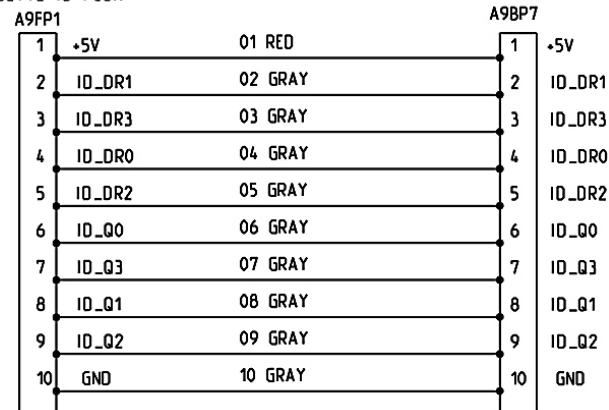 A9FP1 A9BP7
1 +5V 01 RED 1 +5V
2 ID_DR1 02 GRAY 2 ID_DR1
3 ID_DR3 03 GRAY 3 ID_DR3
4 ID_DR0 04 GRAY 4 ID_DR0
5 ID_DR2 05 GRAY 5 ID_DR2
6 ID_Q0 06 GRAY 6 ID_Q0
7 ID_Q3 07 GRAY 7 ID_Q3
8 ID_Q1 08 GRAY 8 ID_Q1
9 ID_Q2 09 GRAY 9 ID_Q2
10 GND 10 GRAY 10 GND